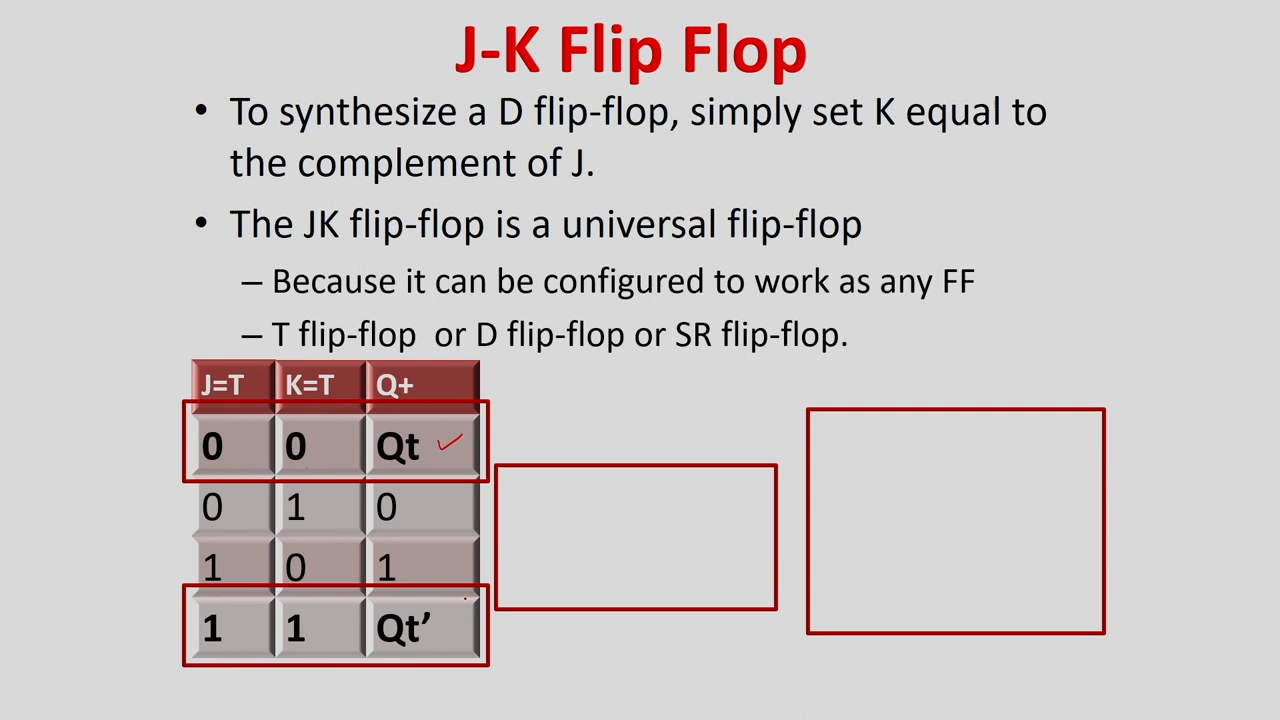 J-K Flip Flop
• To synthesize a D flip-flop, simply set K equal to
the complement of J.
• The JK flip-flop is a universal flip-flop
– Because it can be configured to work as any FF
– T flip-flop or D flip-flop or SR flip-flop.
J=T K=T Q+
0 0 Qt
0 1 0
1 0 1
1 1 Qt’